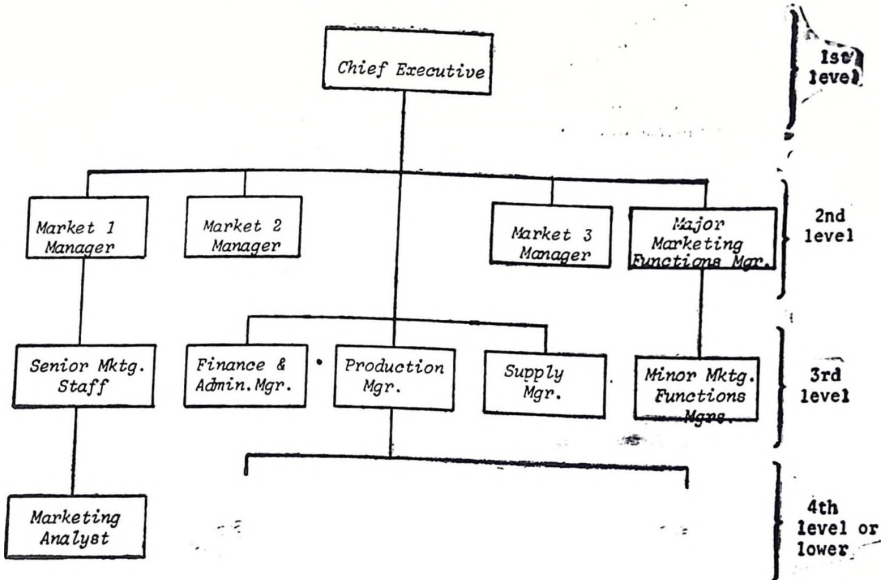 Chief Executive
1st
level
Market 1
Manager
Market 2
Manager
Market 3
Manager
Major
Marketing
Functions Mgr.
2nd
level
Senior Mktg.
Staff
Finance &
Admin.Mgr.
Production
Mgr.
Supply
Mgr.
Minor Mktg.
Functions
Mgrs.
3rd
level
Marketing
Analyst
4th
level or
lower